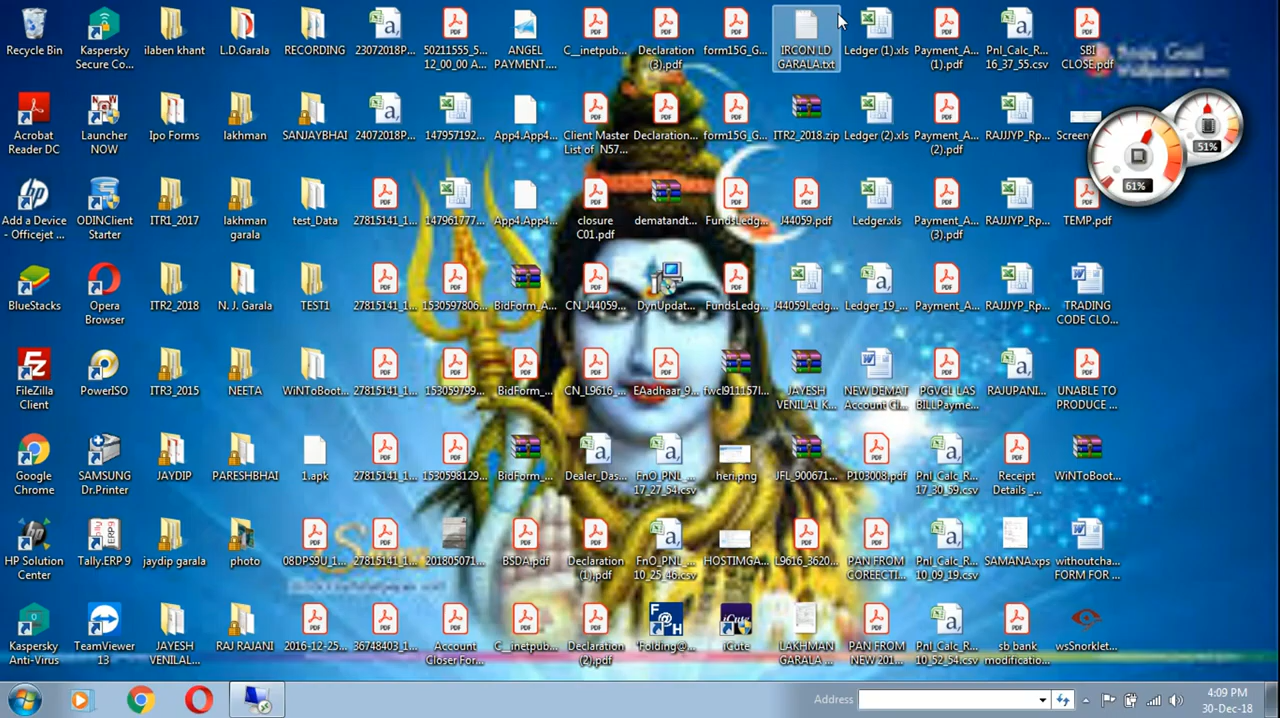 Recycle Bin
Kaspersky
Secure Co...
ilaben khant
L.D.Garala
RECORDING
23072018P...
50211555_5...
12_00_00 A...
ANGEL
PAYMENT....
C__inetpub...
Declaration
(3).pdf
form15G_G...
IRCON LD
GARALA.txt
Ledger (1).xls
Payment_A...
(1).pdf
Pnl_Calc_R...
16_37_55.csv
SBI
CLOSE.pdf
Acrobat
Reader DC
Launcher
NOW
Ipo Forms
lakhman
SANJAYBHAI
24072018P...
147957192...
App4.App4...
Client Master
List of N57...
Declaration...
form15G_G...
ITR2_2018.zip
Ledger (2).xls
Payment_A...
(2).pdf
RAJJJYP_Rp...
51%
61%
Add a Device
- Officejet ...
ODINClient
Starter
ITR1_2017
lakhman
garala
test_Data
27815141_1...
147961777...
App4.App4...
closure
C01.pdf
dematandt...
FundsLedg...
J44059.pdf
Ledger.xls
Payment_A...
(3).pdf
RAJJJYP_Rp...
TEMP.pdf
BlueStacks
Opera
Browser
ITR2_2018
N. J. Garala
TEST1
27815141_1...
1530597806...
BidForm_A...
CN_J44059...
DynUpdat...
FundsLedg...
J44059Ledg...
Ledger_19_...
Payment_A...
RAJJJYP_Rp...
TRADING
CODE CLO...
FileZilla
Client
PowerISO
ITR3_2015
NEETA
WiNToBoot...
27815141_1...
153059799...
BidForm_...
CN_L9616_...
EAadhaar_9...
fwcl911157l...
JAYESH
VENILAL K...
NEW DEMAT
Account Cl...
PGVGL LAS
BILLPayme...
RAJUPANI...
UNABLE TO
PRODUCE ...
Google
Chrome
SAMSUNG
Dr.Printer
JAYDIP
PARESHBHAI
1.apk
27815141_1...
1530598129...
BidForm_...
Dealer_Das...
FnO_PNL_...
17_27_54.csv
heri.png
JFL_900671...
P103008.pdf
Pnl_Calc_R...
17_30_59.csv
Receipt
Details _...
WiNToBoot...
HP Solution
Center
Tally.ERP 9
jaydip garala
photo
08DPS9U_1...
27815141_1...
201805071...
BSDA.pdf
Declaration
(1).pdf
FnO_PNL_...
10_25_46.csv
HOSTIMGA...
L9616_3620...
PAN FROM
COREECTI...
Pnl_Calc_R...
10_09_19.csv
SAMANA.xps
withoutcha...
FORM FOR ...
Kaspersky
Anti-Virus
TeamViewer
13
JAYESH
VENILAL...
RAJ RAJANI
2016-12-25...
36748403_1...
Account
Closer For...
C__inetpub...
Declaration
(2).pdf
Folding@...
iCute
LAKHMAN
GARALA ...
PAN FROM
NEW 201...
Pnl_Calc_R...
10_52_54.csv
sb bank
modification...
wsSnorklet...
Address
4:09 PM
30-Dec-18